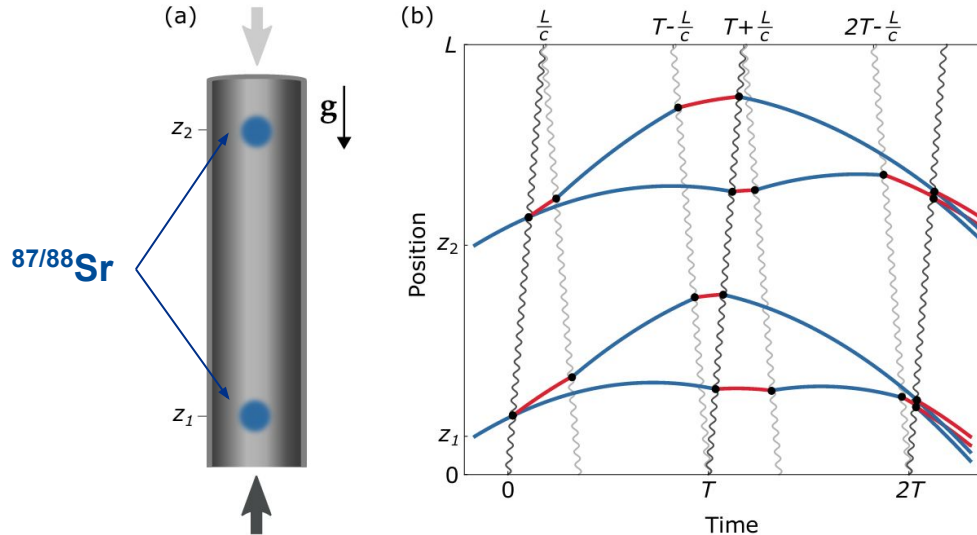 (a)
g
z₂
⁸⁷/⁸⁸Sr
z₁
(b)
L/c
T-L/c
T+L/c
2T-L/c
L
z₂
z₁
0
Position
0
T
2T
Time